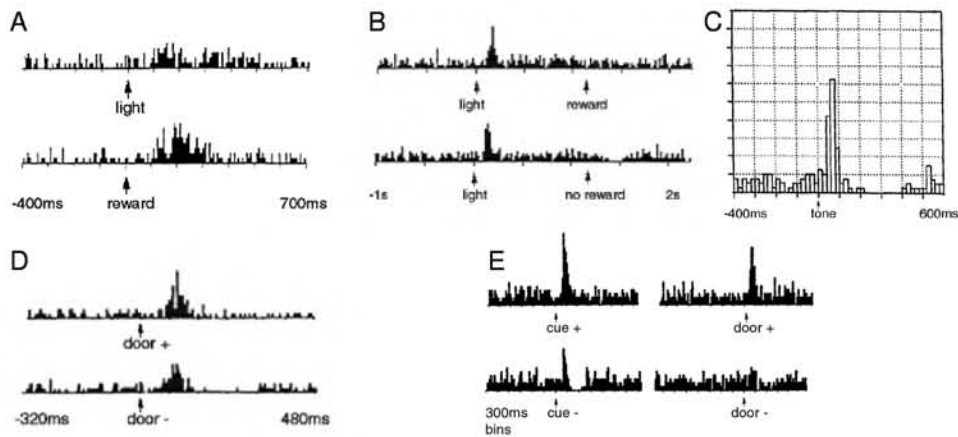 A
light
reward
-400ms 700ms
B
light reward
light no reward
-1s 2s
C
-400ms tone 600ms
D
door +
door -
-320ms 480ms
E
cue + door +
300ms cue - door -
bins